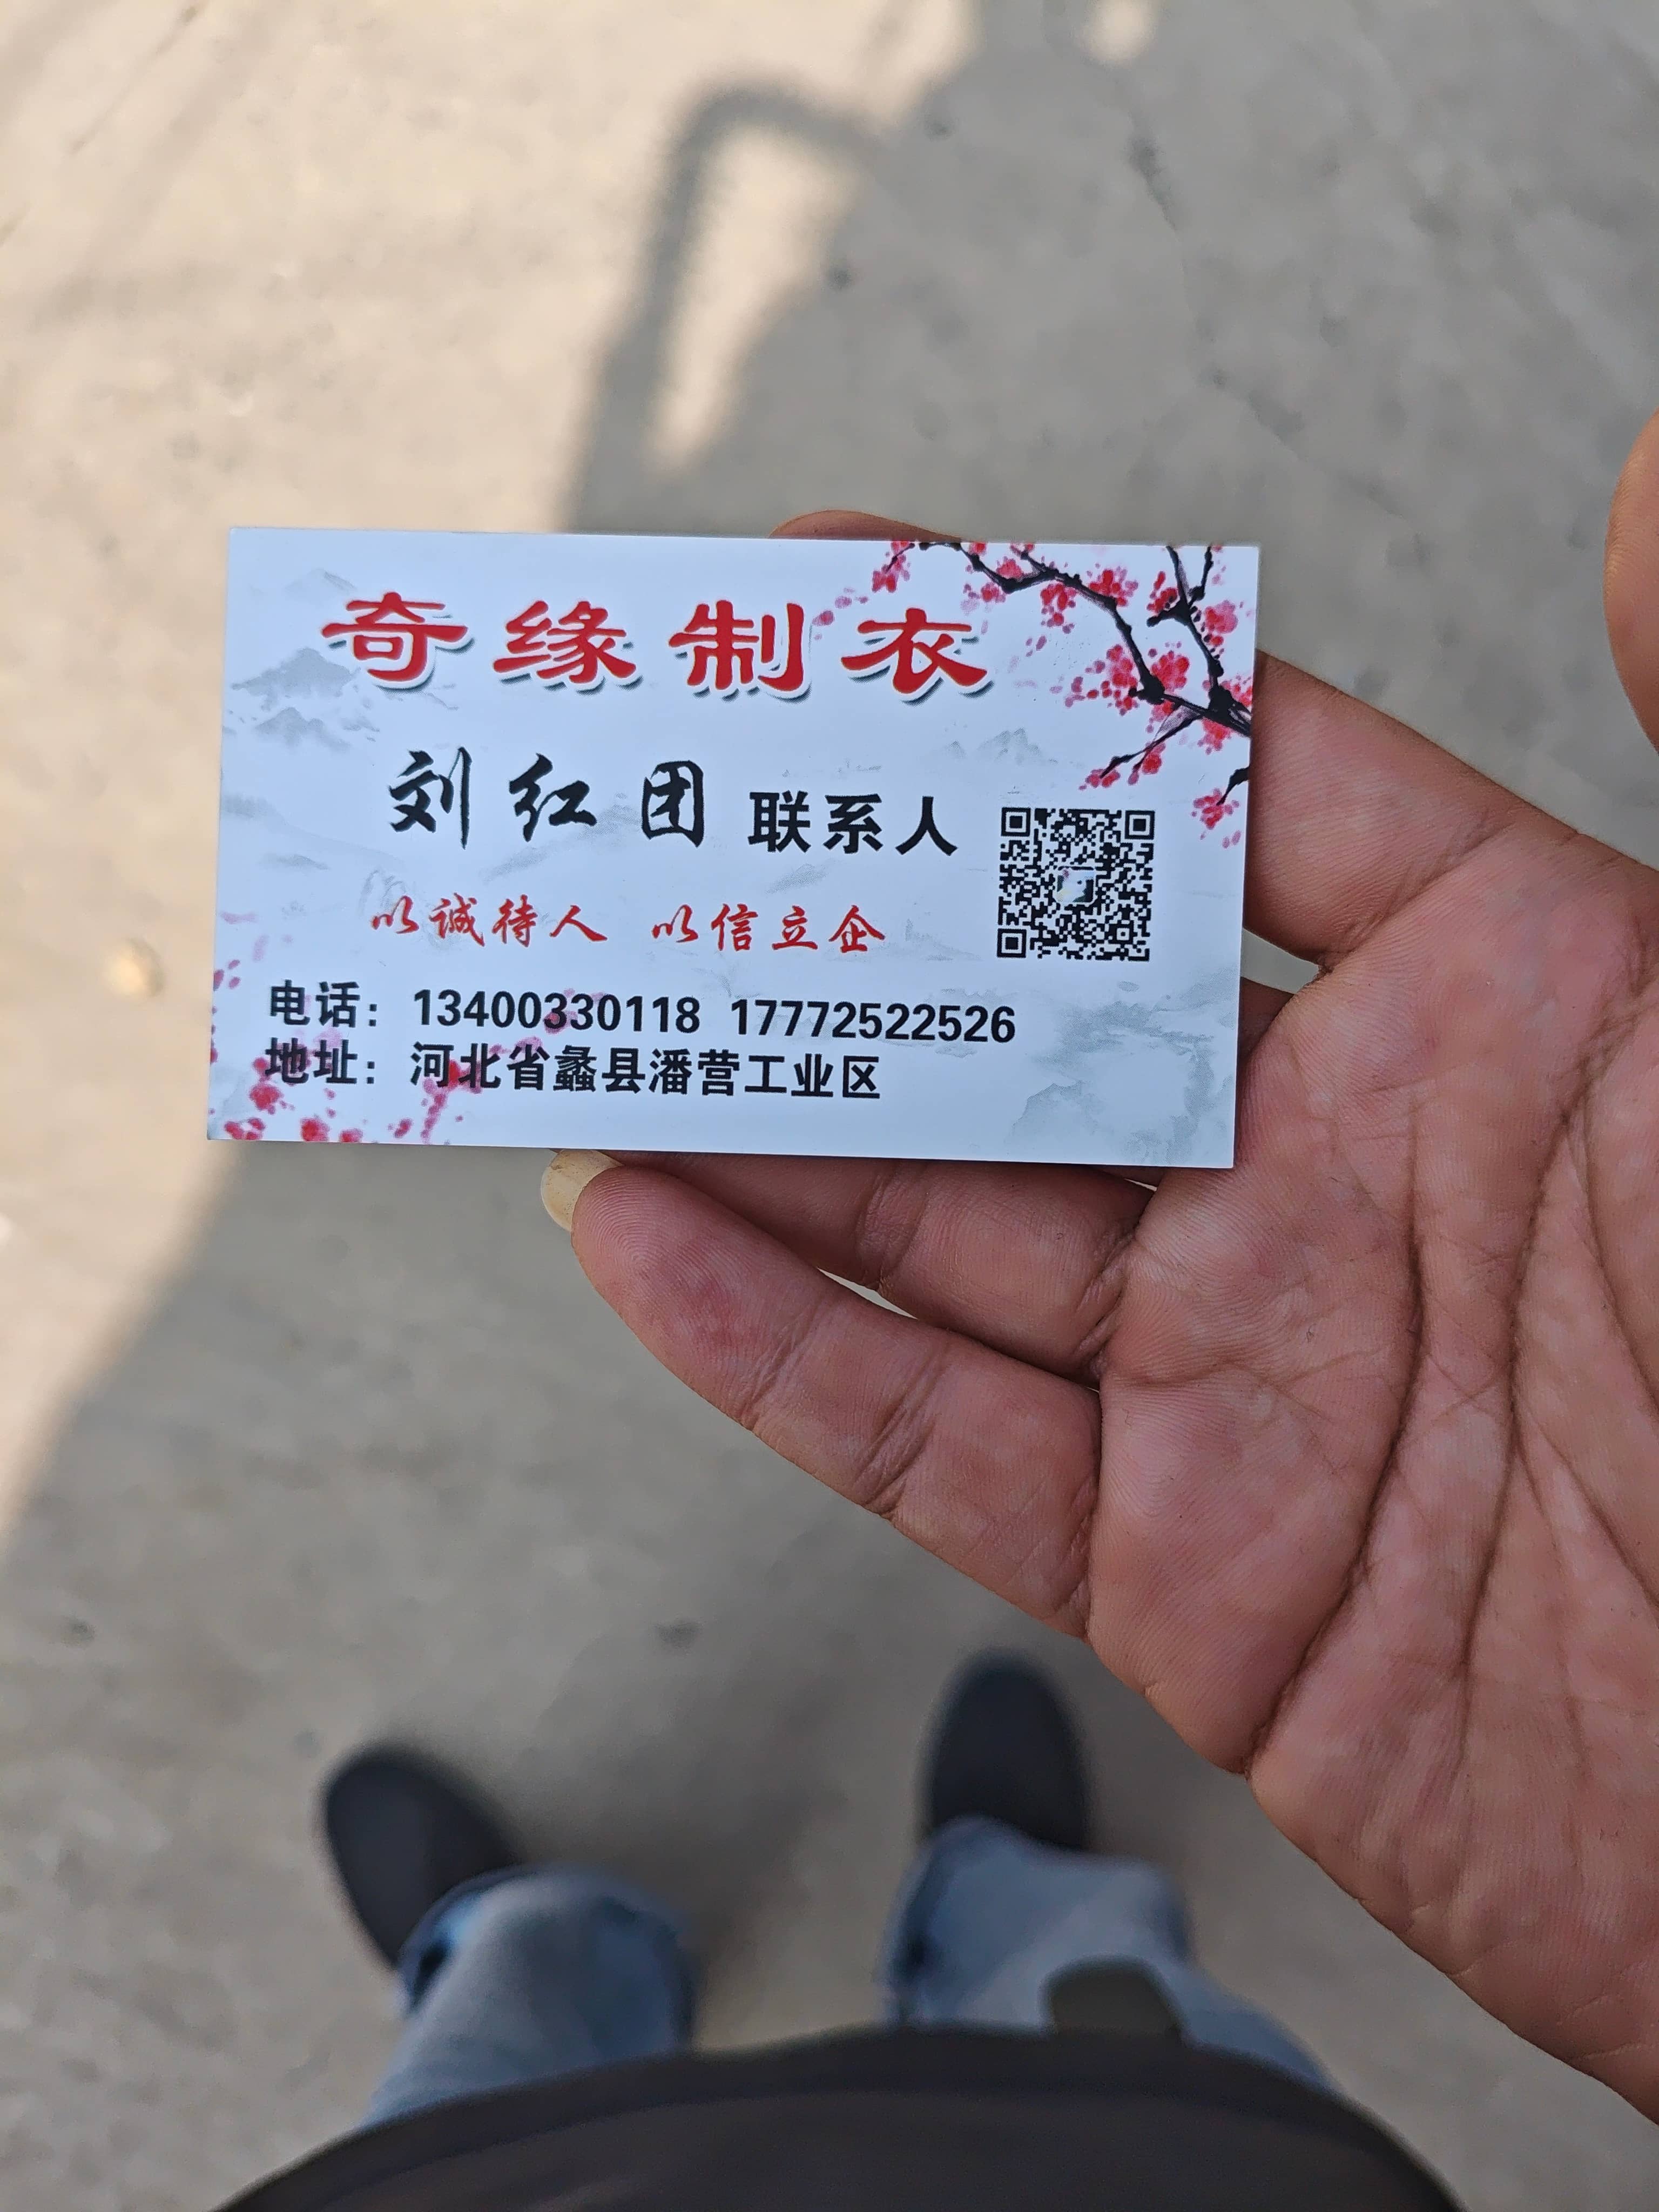 奇缘制衣
刘红团 联系人
以诚待人 以信立企
电话：13400330118 17772522526
地址：河北省蠡县潘营工业区